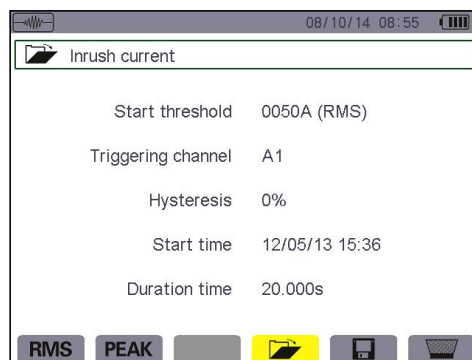 08/10/14 08:55
Inrush current
Start threshold 0050A (RMS)
Triggering channel A1
Hysteresis 0%
Start time 12/05/13 15:36
Duration time 20.000s
RMS PEAK